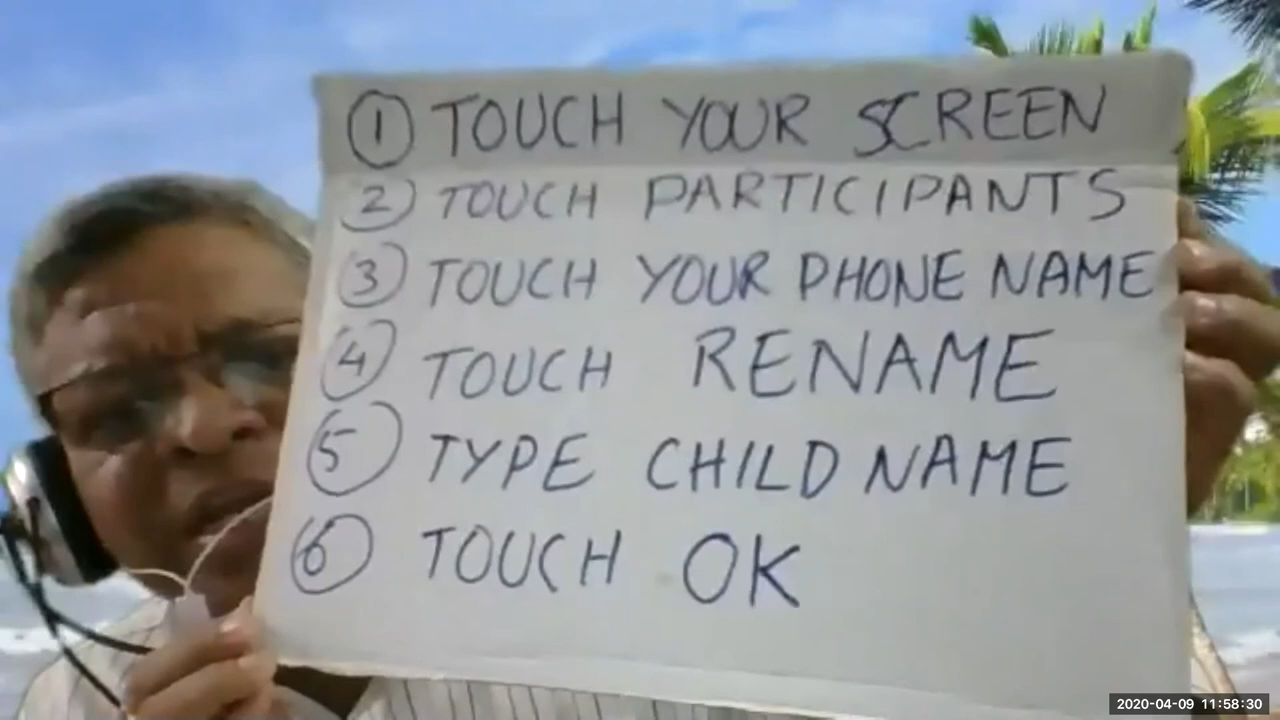 ① TOUCH YOUR SCREEN
② TOUCH PARTICIPANTS
③ TOUCH YOUR PHONE NAME
④ TOUCH RENAME
⑤ TYPE CHILD NAME
⑥ TOUCH OK
2020-04-09 11:58:30